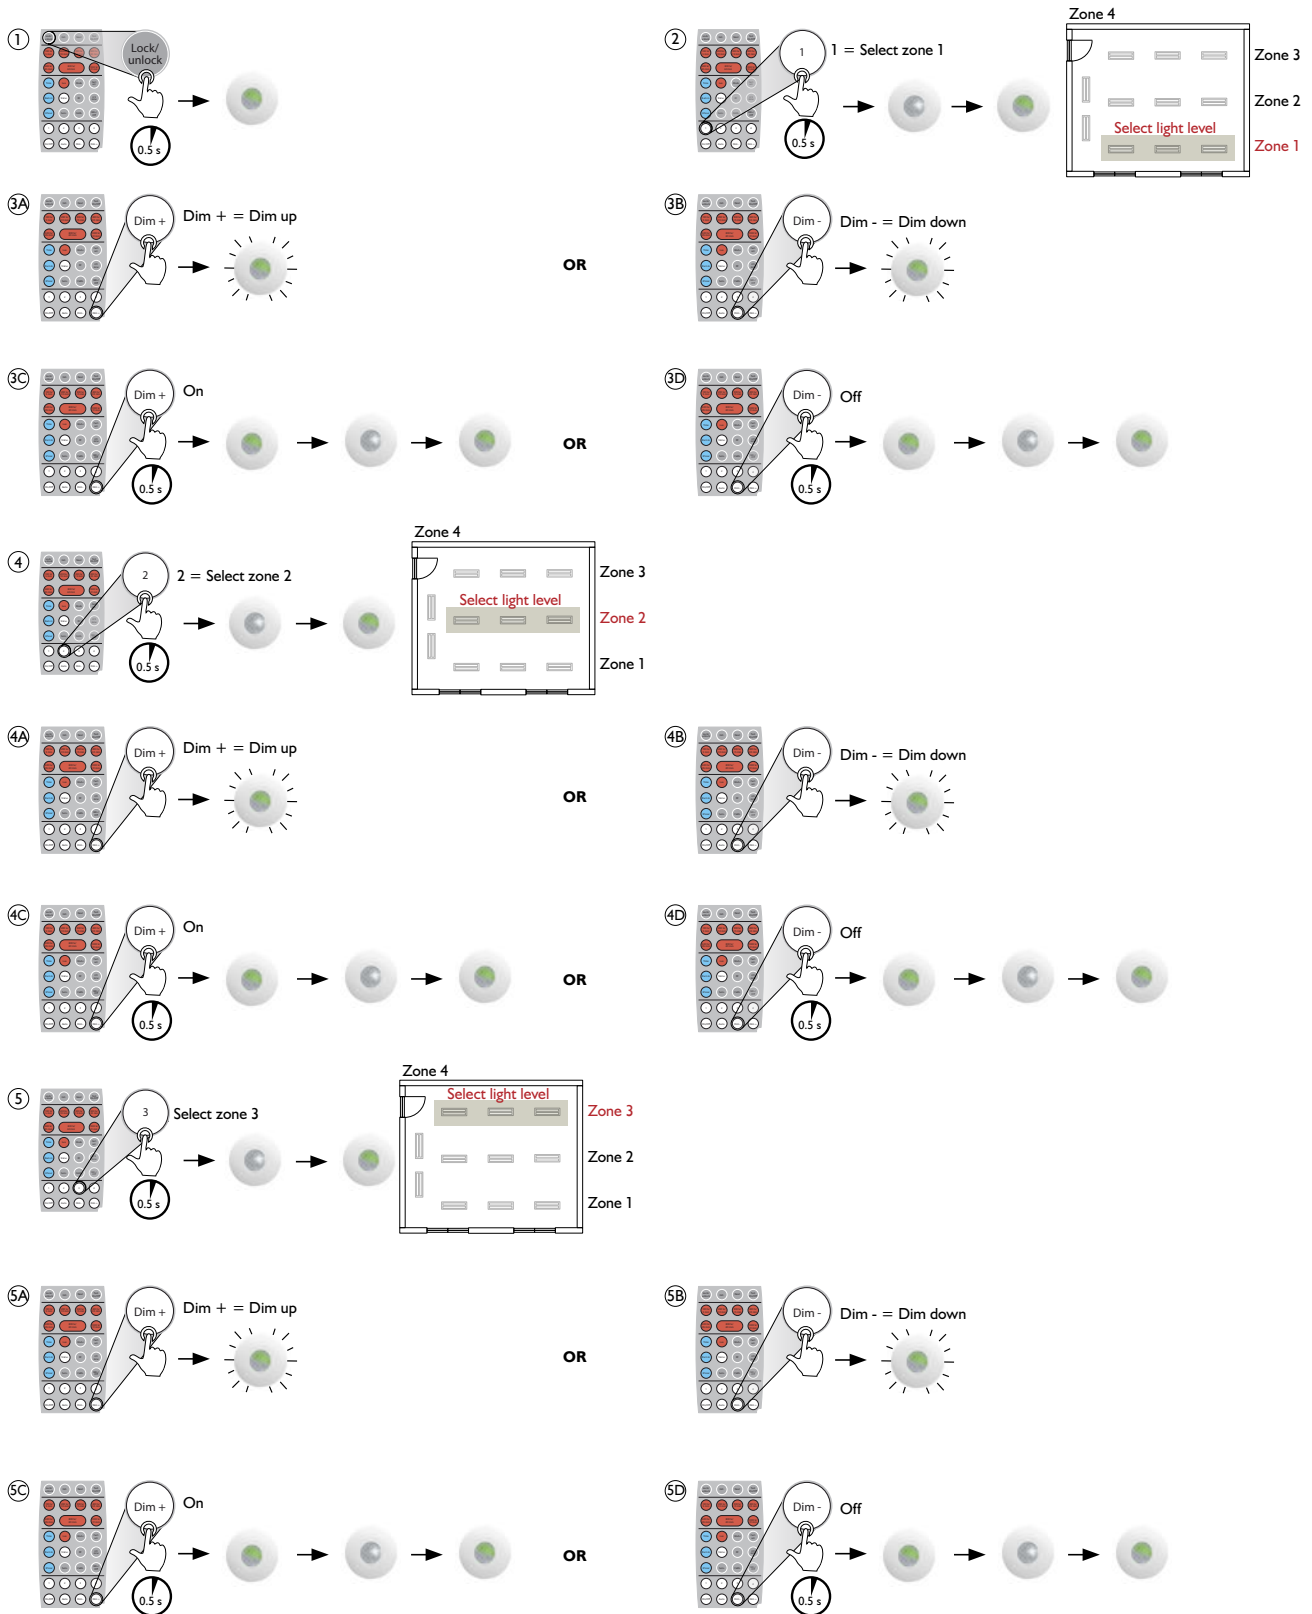 1
Lock/
unlock
0.5 s
2
1
1 = Select zone 1
0.5 s
Zone 4
Zone 3
Zone 2
Select light level
Zone 1
3A
Dim +
Dim + = Dim up
OR
3B
Dim -
Dim - = Dim down
3C
Dim +
On
0.5 s
OR
3D
Dim -
Off
0.5 s
4
2
2 = Select zone 2
0.5 s
Zone 4
Zone 3
Select light level
Zone 2
Zone 1
4A
Dim +
Dim + = Dim up
OR
4B
Dim -
Dim - = Dim down
4C
Dim +
On
0.5 s
OR
4D
Dim -
Off
0.5 s
5
3
Select zone 3
0.5 s
Zone 4
Select light level
Zone 3
Zone 2
Zone 1
5A
Dim +
Dim + = Dim up
OR
5B
Dim -
Dim - = Dim down
5C
Dim +
On
0.5 s
OR
5D
Dim -
Off
0.5 s